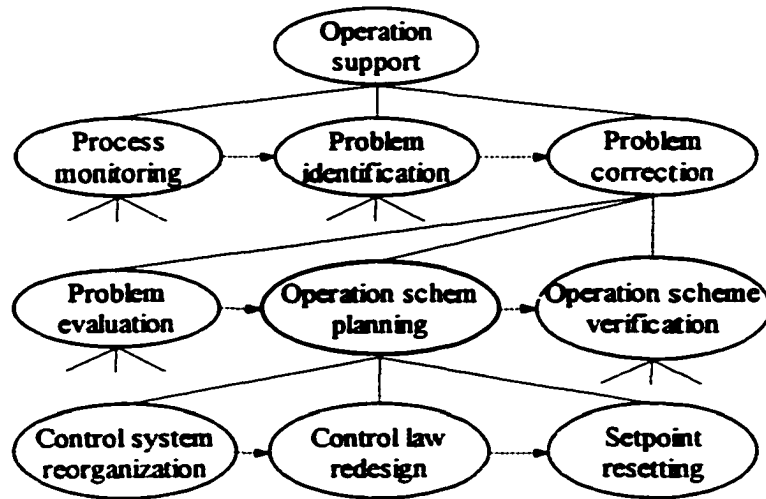 Operation
support
Process
monitoring
Problem
identification
Problem
correction
Problem
evaluation
Operation schem
planning
Operation scheme
verification
Control system
reorganization
Control law
redesign
Setpoint
resetting